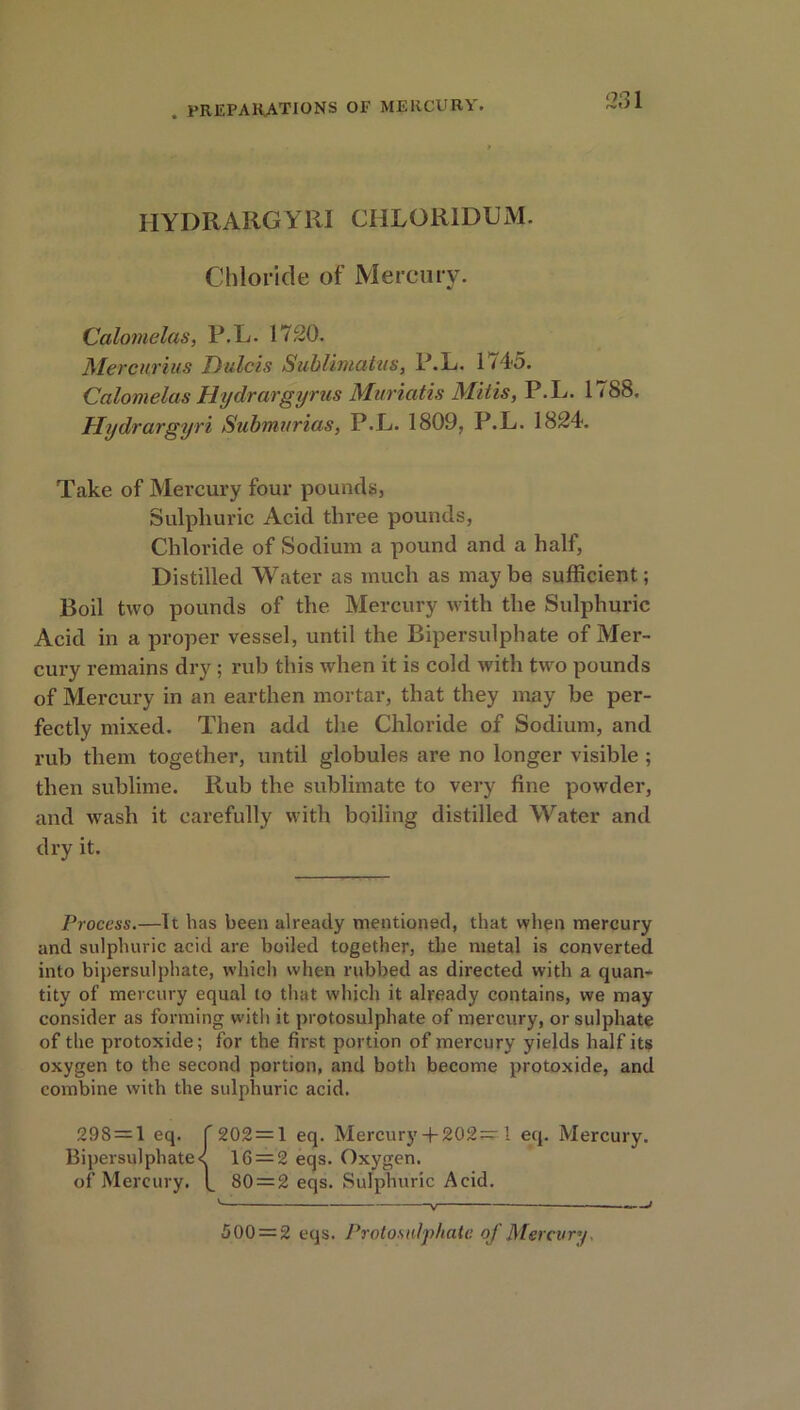 . PREPARATIONS OF MERCURY. 231
HYDRARGYRI CHLORIDUM.
Chloride of Mercury.
Calomelas, P.L. 1720.
Mercurius Dulcis Sublimatus, P.L. 1745.
Calomelas Hydrargyrus Muriatis Mitis, P.L. 1788.
Hydrargyri Submurias, P.L. 1809, P.L. 1824.
Take of Mercury four pounds,
Sulphuric Acid three pounds,
Chloride of Sodium a pound and a half,
Distilled Water as much as may be sufficient;
Boil two pounds of the Mercury with the Sulphuric
Acid in a proper vessel, until the Bipersulphate of Mer-
cury remains dry; rub this when it is cold with two pounds
of Mercury in an earthen mortar, that they may be per-
fectly mixed. Then add the Chloride of Sodium, and
rub them together, until globules are no longer visible;
then sublime. Rub the sublimate to very fine powder,
and wash it carefully with boiling distilled Water and
dry it.
Process.—It has been already mentioned, that when mercury
and sulphuric acid are boiled together, the metal is converted
into bipersulphate, which when rubbed as directed with a quan-
tity of mercury equal to that which it already contains, we may
consider as forming with it protosulphate of mercury, or sulphate
of the protoxide; for the first portion of mercury yields half its
oxygen to the second portion, and both become protoxide, and
combine with the sulphuric acid.
298=1 eq. { 202=1 eq. Mercury+202=1 eq. Mercury.
Bipersulphate { 16=2 eqs. Oxygen.
of Mercury. { 80=2 eqs. Sulphuric Acid.
500=2 eqs. Protosulphate of Mercury.